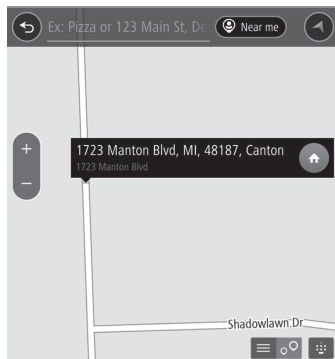 Ex: Pizza or 123 Main St, De
Near me
1723 Manton Blvd, MI, 48187, Canton
1723 Manton Blvd
Shadowlawn Dr